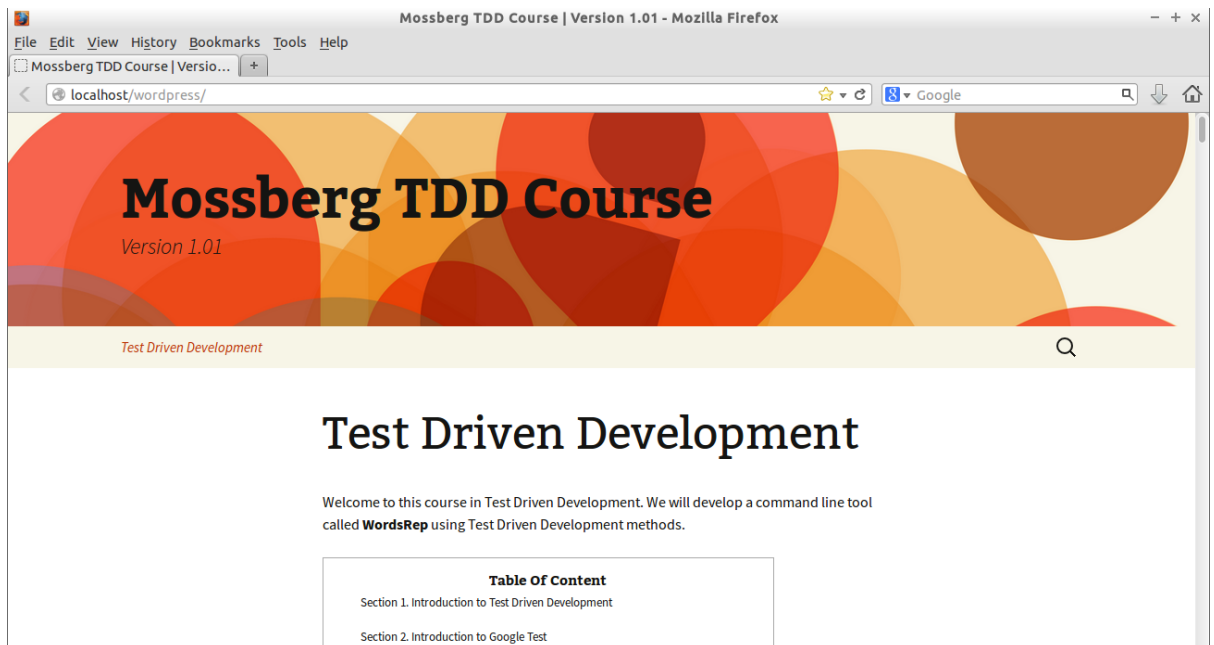 Mossberg TDD Course | Version 1.01 - Mozilla Firefox
File Edit View History Bookmarks Tools Help
Mossberg TDD Course | Versio... +
localhost/wordpress/ Google
Mossberg TDD Course
Version 1.01
Test Driven Development
Test Driven Development
Welcome to this course in Test Driven Development. We will develop a command line tool
called WordsRep using Test Driven Development methods.
Table Of Content
Section 1. Introduction to Test Driven Development
Section 2. Introduction to Google Test